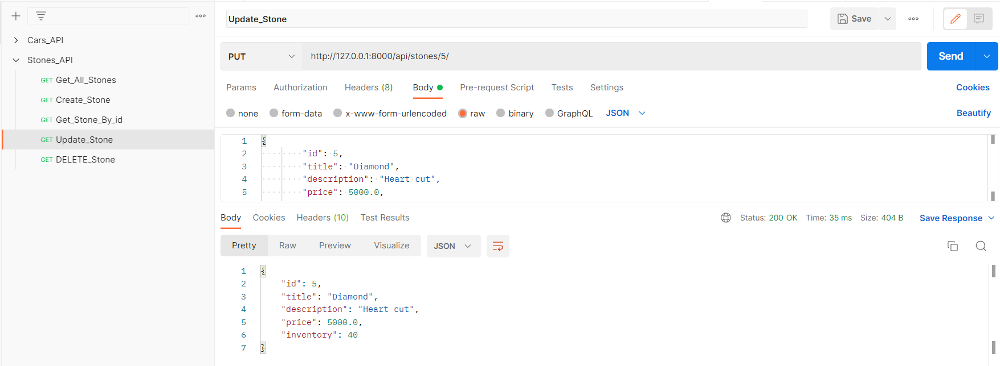 Cars_API
Stones_API
GET Get_All_Stones
GET Create_Stone
GET Get_Stone_By_id
GET Update_Stone
GET DELETE_Stone
Update_Stone
Save
PUT
http://127.0.0.1:8000/api/stones/5/
Send
Params Authorization Headers (8) Body Pre-request Script Tests Settings Cookies
none form-data x-www-form-urlencoded raw binary GraphQL JSON Beautify
1 {
2 "id": 5,
3 "title": "Diamond",
4 "description": "Heart cut",
5 "price": 5000.0,
Body Cookies Headers (10) Test Results Status: 200 OK Time: 35 ms Size: 404 B Save Response
Pretty Raw Preview Visualize JSON
1 {
2 "id": 5,
3 "title": "Diamond",
4 "description": "Heart cut",
5 "price": 5000.0,
6 "inventory": 40
7 }